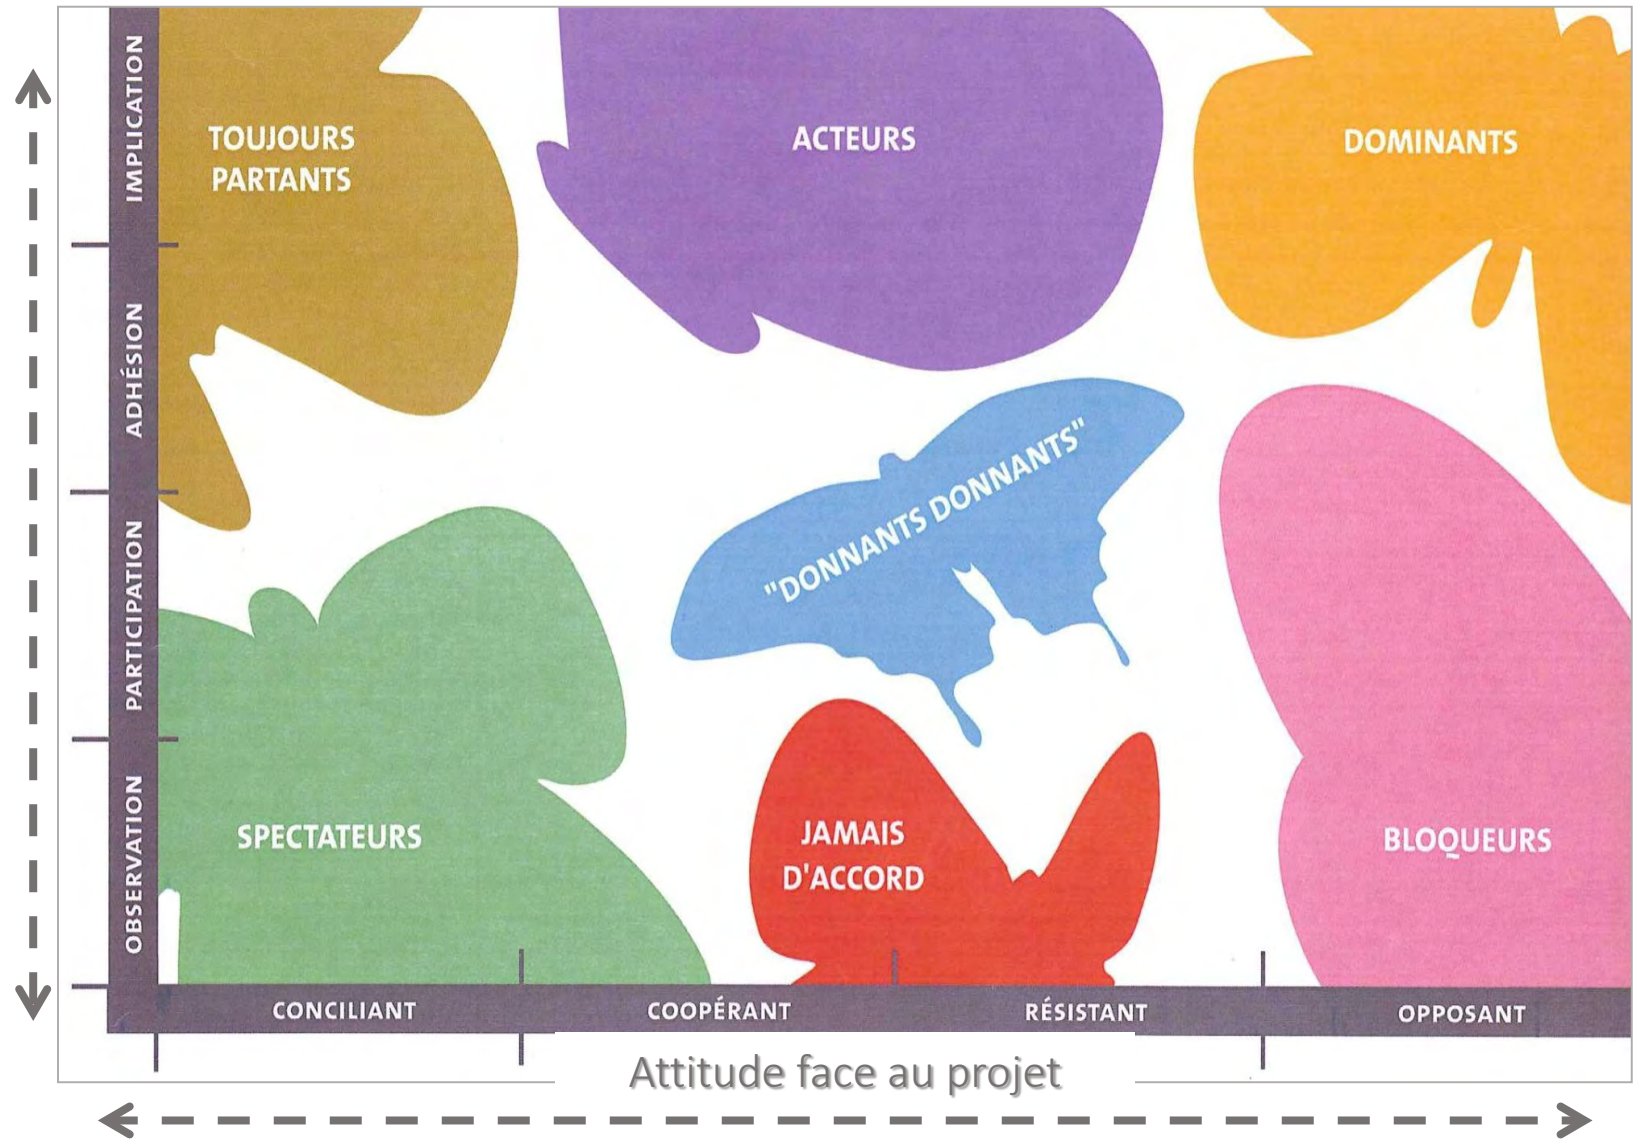 IMPLICATION
ADHÉSION
PARTICIPATION
OBSERVATION
TOUJOURS
PARTANTS
ACTEURS
DOMINANTS
"DONNANTS DONNANTS"
SPECTATEURS
JAMAIS
D'ACCORD
BLOQUEURS
CONCILIANT
COOPÉRANT
RÉSISTANT
OPPOSANT
Attitude face au projet